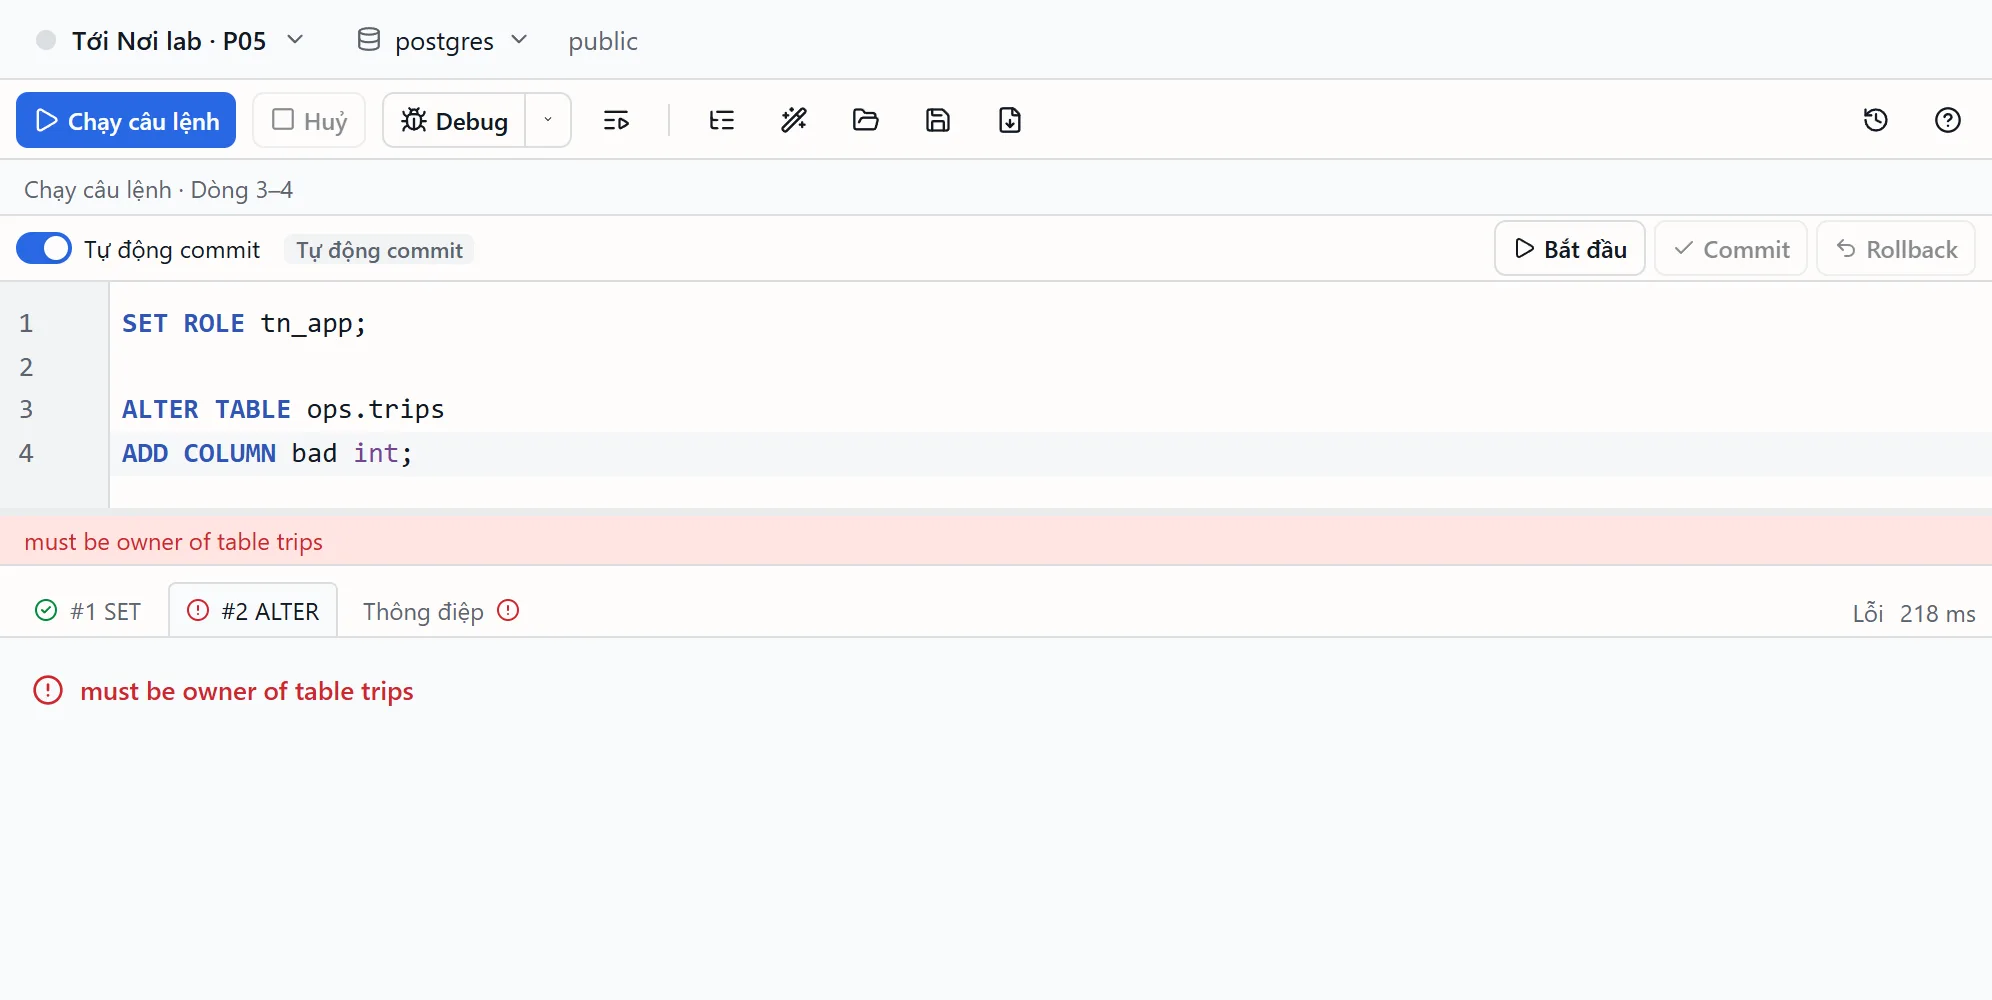 Tới Nơi lab · P05 postgres public
Chạy câu lệnh Huỷ Debug
Chạy câu lệnh · Dòng 3–4
Tự động commit Tự động commit Bắt đầu Commit Rollback
1 SET ROLE tn_app;
2
3 ALTER TABLE ops.trips
4 ADD COLUMN bad int;
must be owner of table trips
#1 SET #2 ALTER Thông điệp Lỗi 218 ms
must be owner of table trips